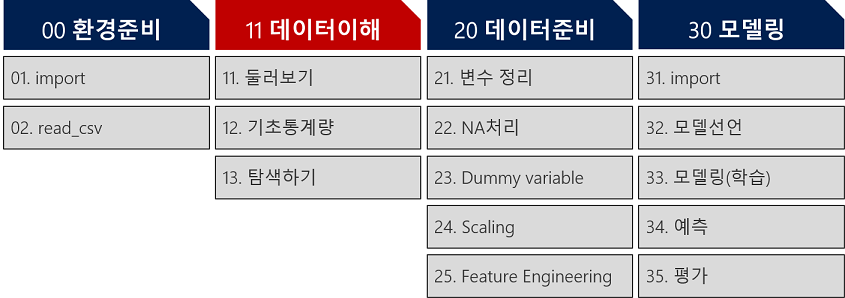 00 환경준비
01. import
02. read_csv
11 데이터이해
11. 둘러보기
12. 기초통계량
13. 탐색하기
20 데이터준비
21. 변수 정리
22. NA처리
23. Dummy variable
24. Scaling
25. Feature Engineering
30 모델링
31. import
32. 모델선언
33. 모델링(학습)
34. 예측
35. 평가